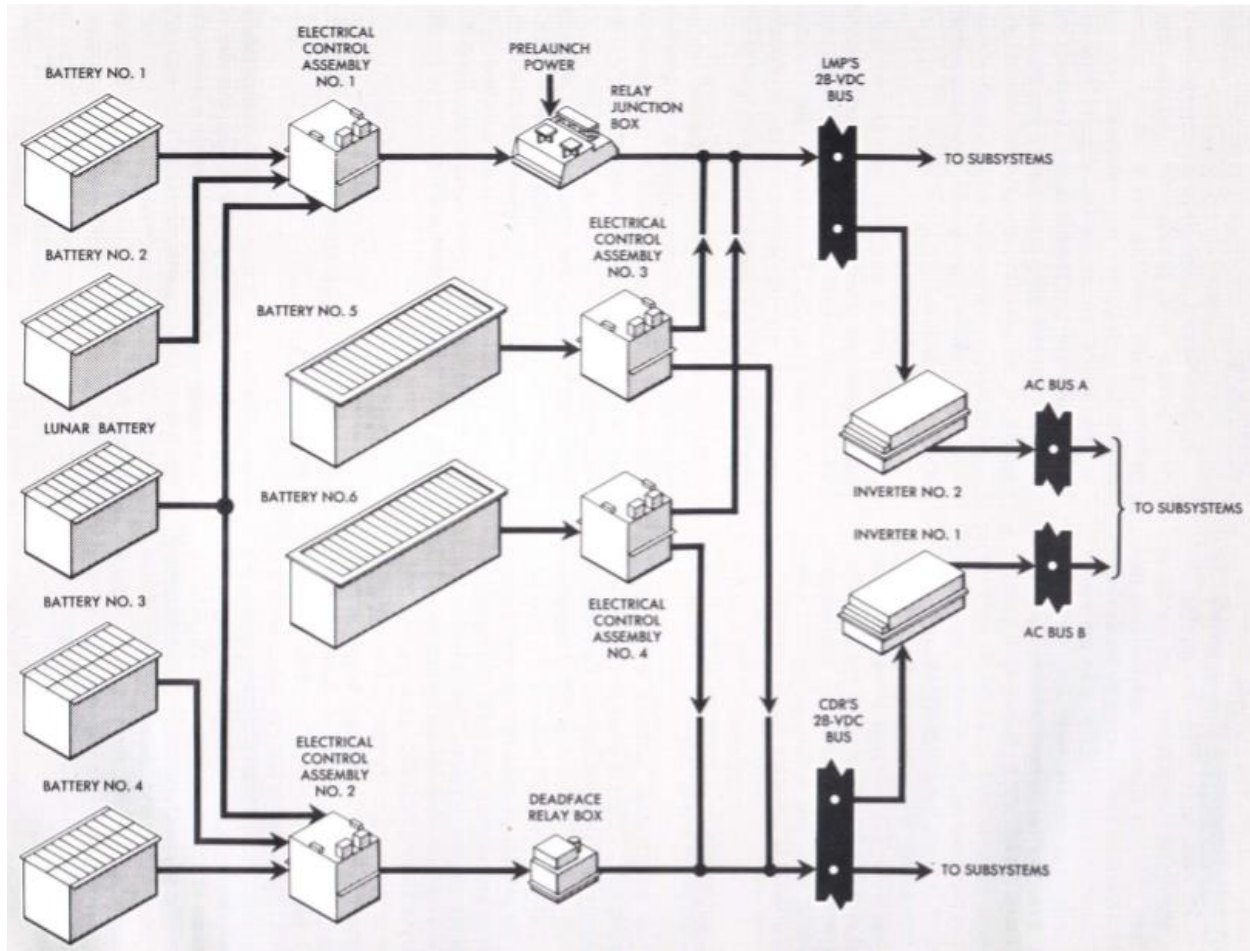 BATTERY NO. 1
ELECTRICAL
CONTROL
ASSEMBLY
NO. 1
PRELAUNCH
POWER
RELAY
JUNCTION
BOX
LMP'S
28-VDC
BUS
TO SUBSYSTEMS
BATTERY NO. 2
ELECTRICAL
CONTROL
ASSEMBLY
NO. 3
BATTERY NO. 5
LUNAR BATTERY
AC BUS A
BATTERY NO.6
INVERTER NO. 2
TO SUBSYSTEMS
INVERTER NO. 1
BATTERY NO. 3
ELECTRICAL
CONTROL
ASSEMBLY
NO. 4
AC BUS B
CDR'S
28-VDC
BUS
BATTERY NO. 4
ELECTRICAL
CONTROL
ASSEMBLY
NO. 2
DEADFACE
RELAY BOX
TO SUBSYSTEMS